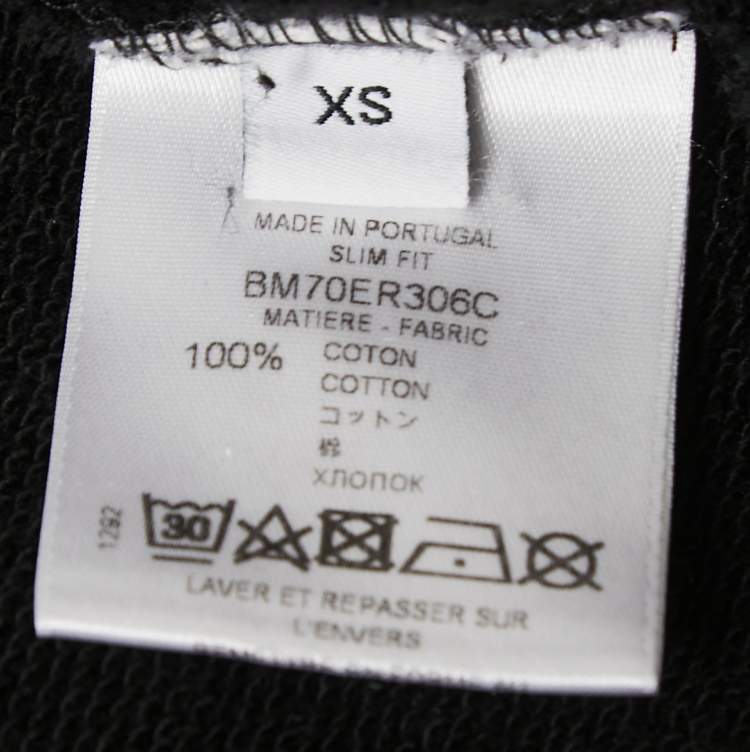 XS
MADE IN PORTUGAL
SLIM FIT
BM70ER306C
MATIERE - FABRIC
100% COTON
COTTON
コットン
棉
ХЛОПОК
1292
30
LAVER ET REPASSER SUR
L'ENVERS